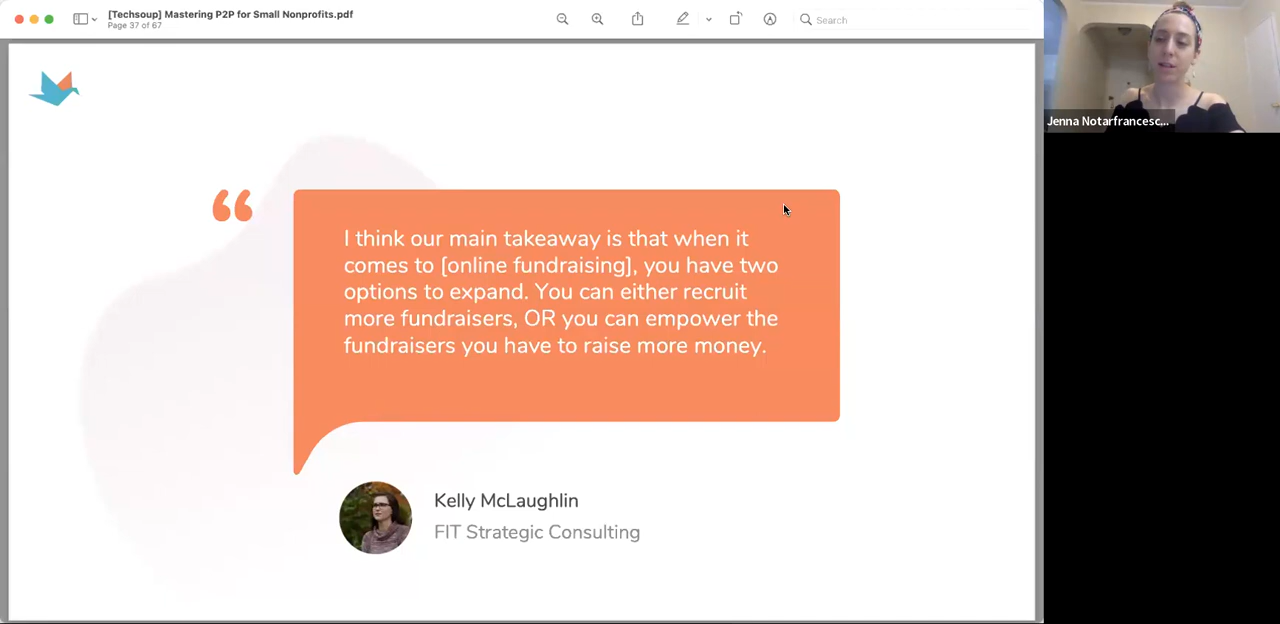 [Techsoup] Mastering P2P for Small Nonprofits.pdf
Page 37 of 67
Search
Jenna Notarfrancesc...
“
I think our main takeaway is that when it
comes to [online fundraising], you have two
options to expand. You can either recruit
more fundraisers, OR you can empower the
fundraisers you have to raise more money.
Kelly McLaughlin
FIT Strategic Consulting